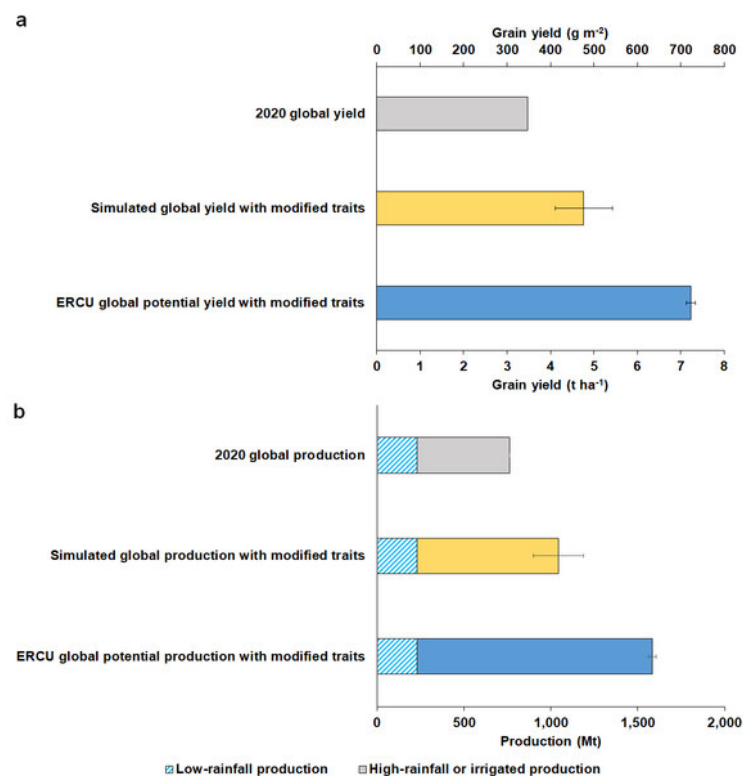 a
Grain yield (g m⁻²)
0 100 200 300 400 500 600 700 800
2020 global yield
Simulated global yield with modified traits
ERCU global potential yield with modified traits
0 1 2 3 4 5 6 7 8
Grain yield (t ha⁻¹)
b
2020 global production
Simulated global production with modified traits
ERCU global potential production with modified traits
0 500 1,000 1,500 2,000
Production (Mt)
Low-rainfall production High-rainfall or irrigated production